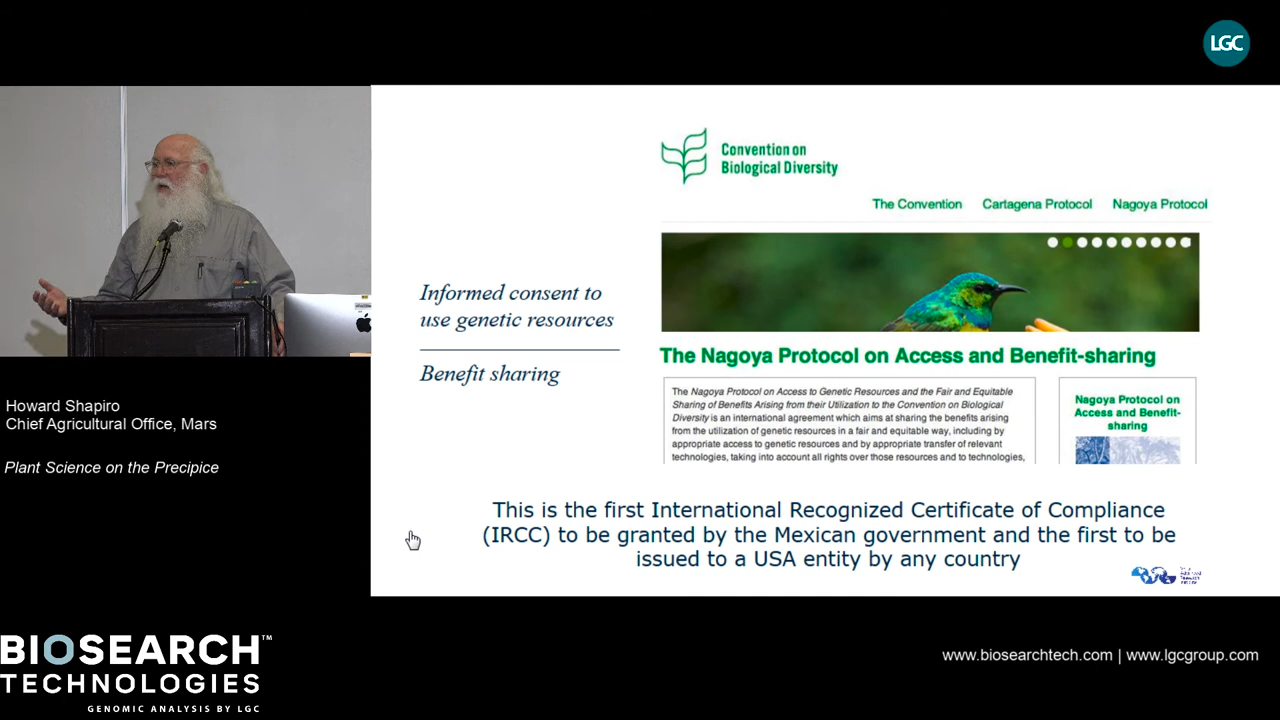 LGC
Convention on
Biological Diversity
The Convention Cartagena Protocol Nagoya Protocol
Informed consent to
use genetic resources
Benefit sharing
The Nagoya Protocol on Access and Benefit-sharing
The Nagoya Protocol on Access to Genetic Resources and the Fair and Equitable
Sharing of Benefits Arising from their Utilization to the Convention on Biological
Diversity is an international agreement which aims at sharing the benefits arising
from the utilization of genetic resources in a fair and equitable way, including by
appropriate access to genetic resources and by appropriate transfer of relevant
technologies, taking into account all rights over those resources and to technologies,
Nagoya Protocol on
Access and Benefit-
sharing
This is the first International Recognized Certificate of Compliance
(IRCC) to be granted by the Mexican government and the first to be
issued to a USA entity by any country
Howard Shapiro
Chief Agricultural Office, Mars
Plant Science on the Precipice
BIOSEARCH™
TECHNOLOGIES
GENOMIC ANALYSIS BY LGC
www.biosearchtech.com | www.lgcgroup.com